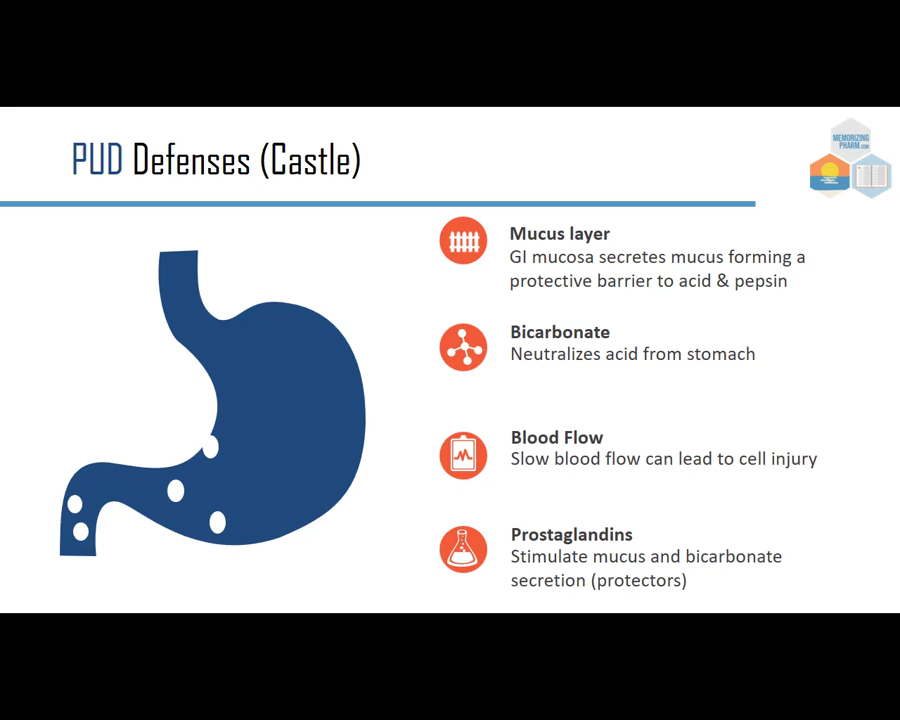 PUD Defenses (Castle)
MEMORIZING
PHARM.COM
Mucus layer
GI mucosa secretes mucus forming a
protective barrier to acid & pepsin
Bicarbonate
Neutralizes acid from stomach
Blood Flow
Slow blood flow can lead to cell injury
Prostaglandins
Stimulate mucus and bicarbonate
secretion (protectors)